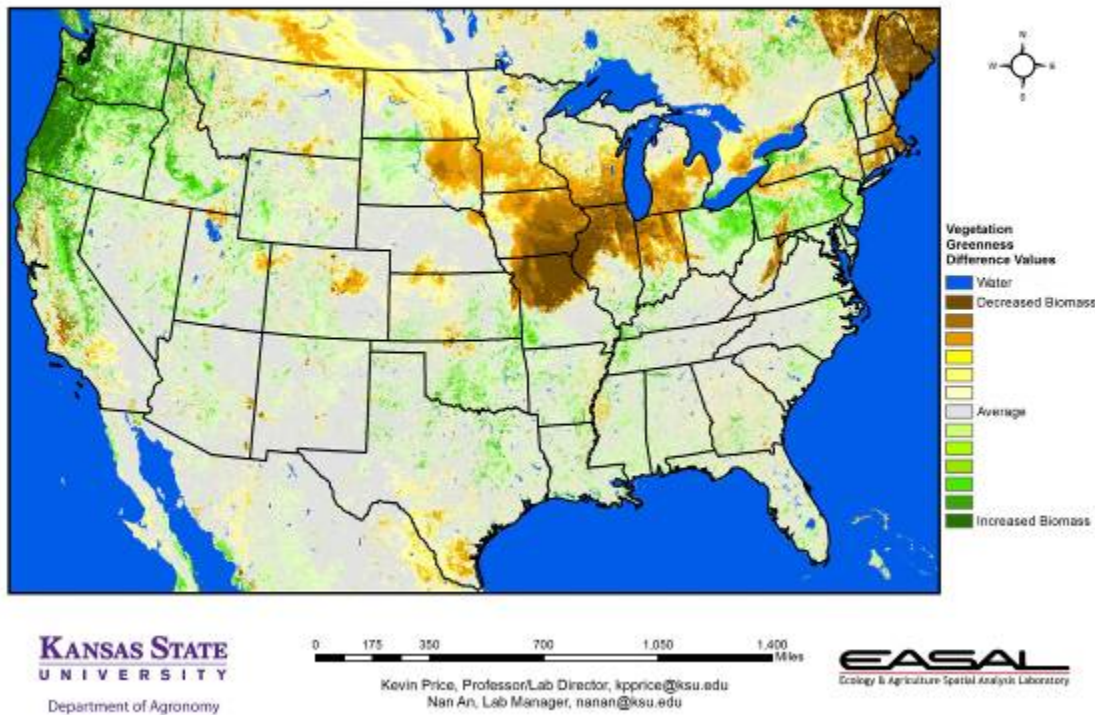 N
W E
S
Vegetation
Greenness
Difference Values
Water
Decreased Biomass
Average
Increased Biomass
KANSAS STATE
UNIVERSITY
Department of Agronomy
0 175 350 700 1,050 1,400
Miles
Kevin Price, Professor/Lab Director, kpprice@ksu.edu
Nan An, Lab Manager, nanan@ksu.edu
EASAL
Ecology & Agriculture Spatial Analysis Laboratory